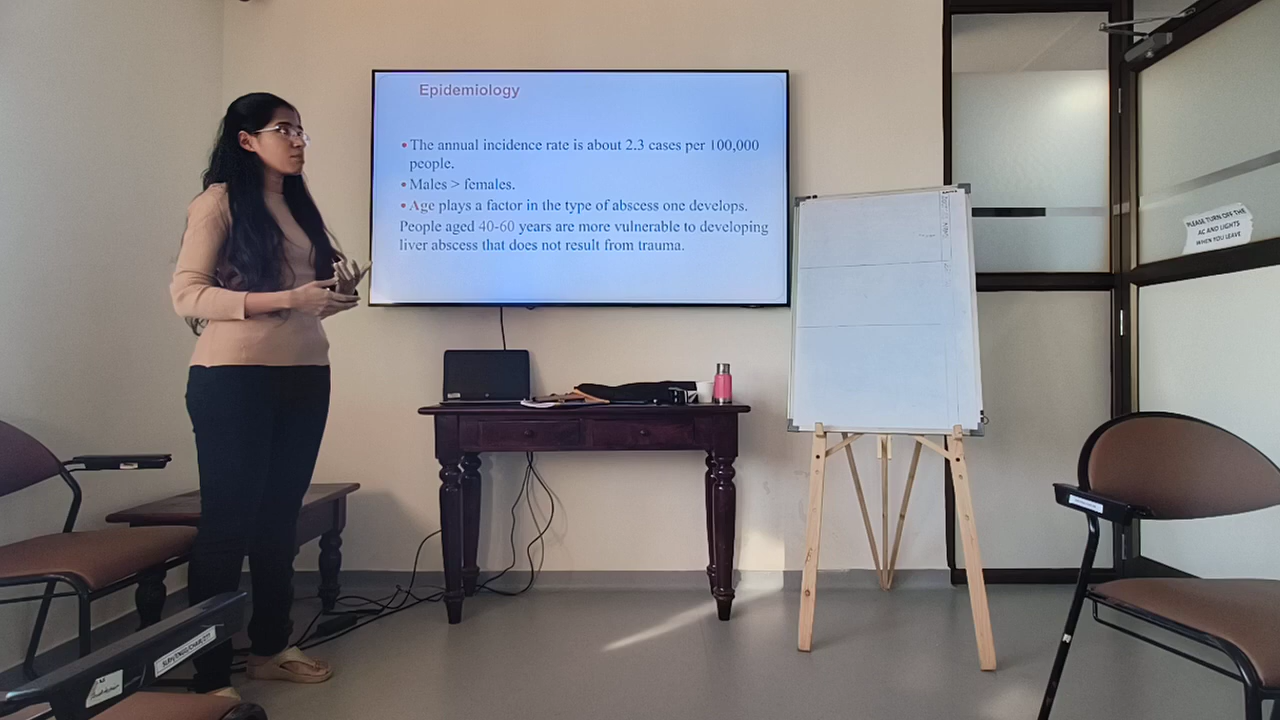 Epidemiology
• The annual incidence rate is about 2.3 cases per 100,000
people.
• Males > females.
• Age plays a factor in the type of abscess one develops.
People aged 40-60 years are more vulnerable to developing
liver abscess that does not result from trauma.
PLEASE TURN OFF THE
AC AND LIGHTS
WHEN YOU LEAVE